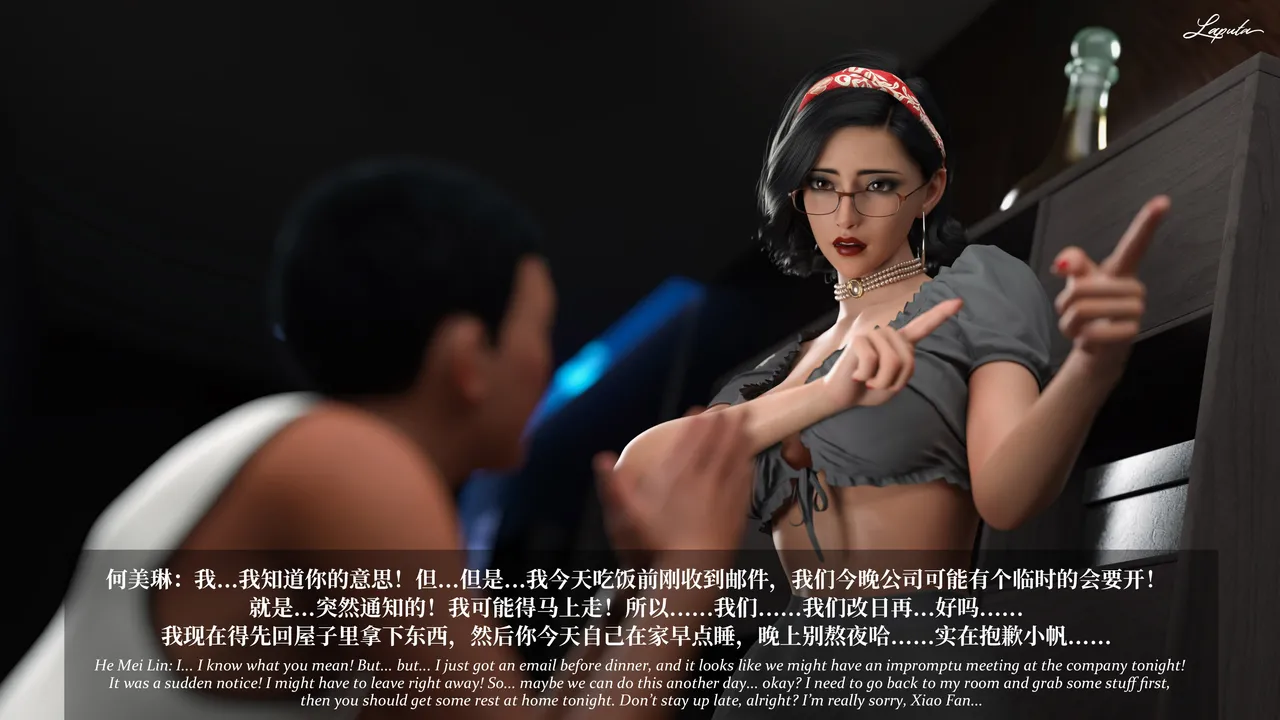 Laputa
何美琳：我…我知道你的意思！但…但是…我今天吃饭前刚收到邮件，我们今晚公司可能有个临时的会要开！
就是…突然通知的！我可能得马上走！所以……我们……我们改日再…好吗……
我现在得先回屋子里拿下东西，然后你今天自己在家早点睡，晚上别熬夜哈……实在抱歉小帆……
He Mei Lin: I... I know what you mean! But... but... I just got an email before dinner, and it looks like we might have an impromptu meeting at the company tonight!
It was a sudden notice! I might have to leave right away! So... maybe we can do this another day... okay? I need to go back to my room and grab some stuff first,
then you should get some rest at home tonight. Don't stay up late, alright? I'm really sorry, Xiao Fan...